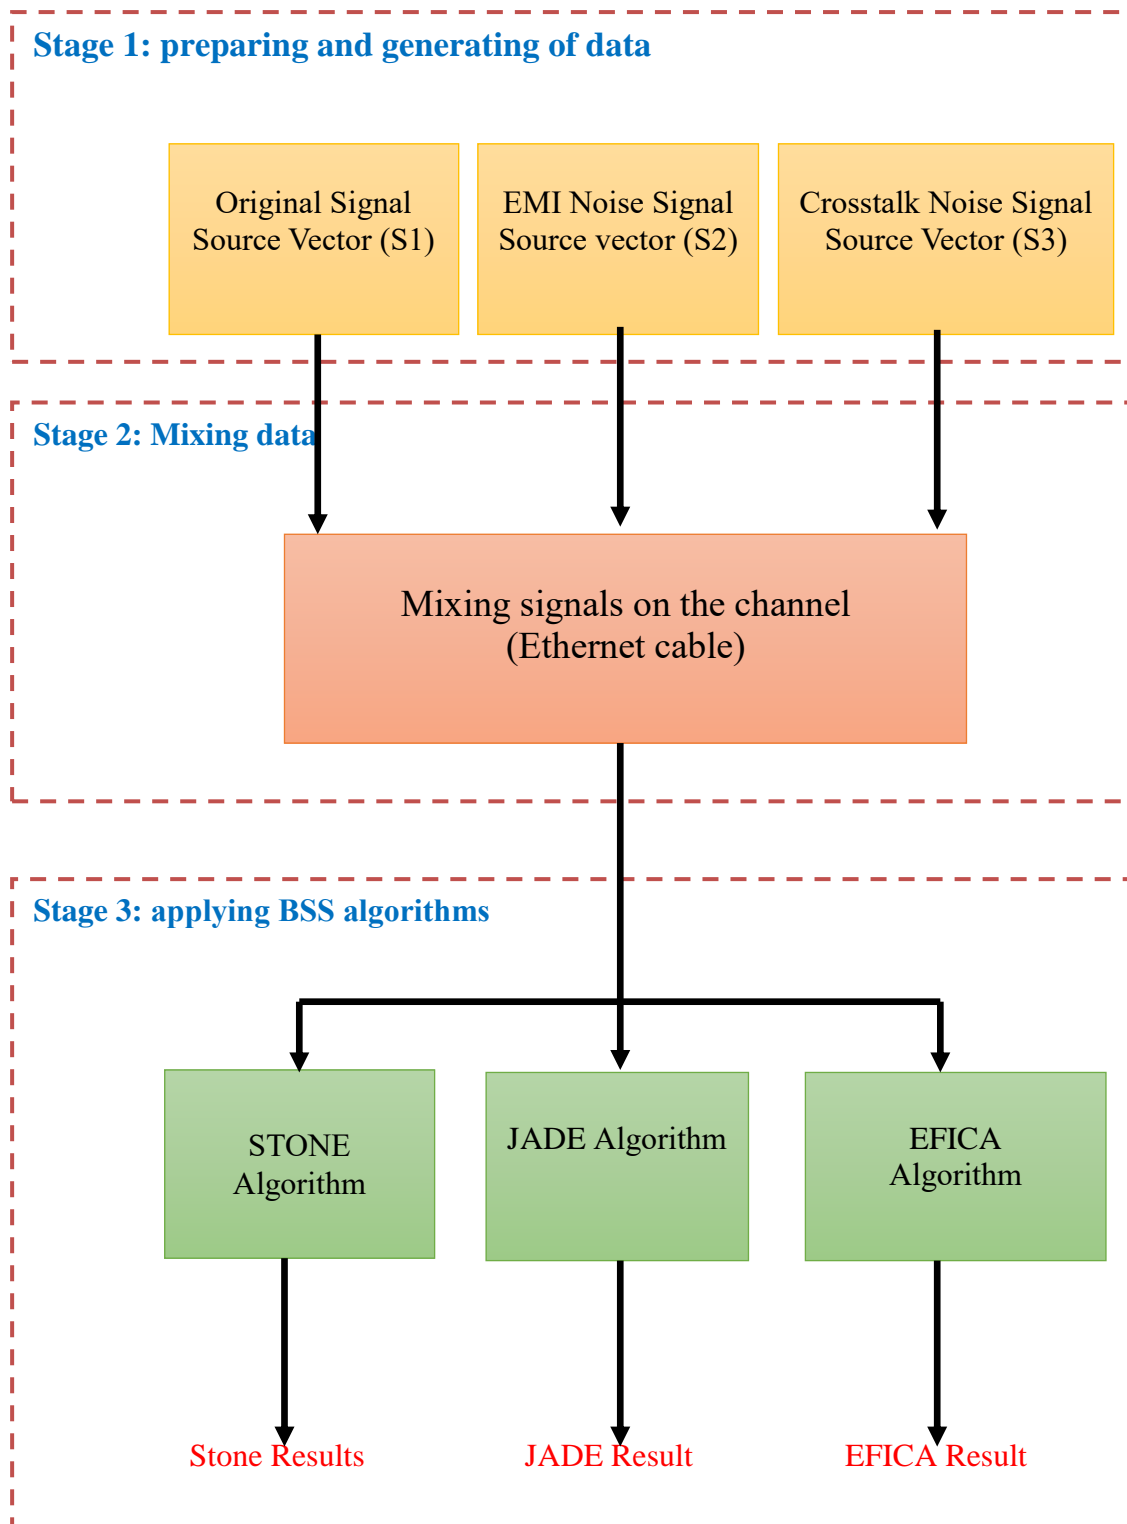 Stage 1: preparing and generating of data
Original Signal
Source Vector (S1)
EMI Noise Signal
Source vector (S2)
Crosstalk Noise Signal
Source Vector (S3)
Stage 2: Mixing data
Mixing signals on the channel
(Ethernet cable)
Stage 3: applying BSS algorithms
STONE
Algorithm
JADE Algorithm
EFICA
Algorithm
Stone Results
JADE Result
EFICA Result